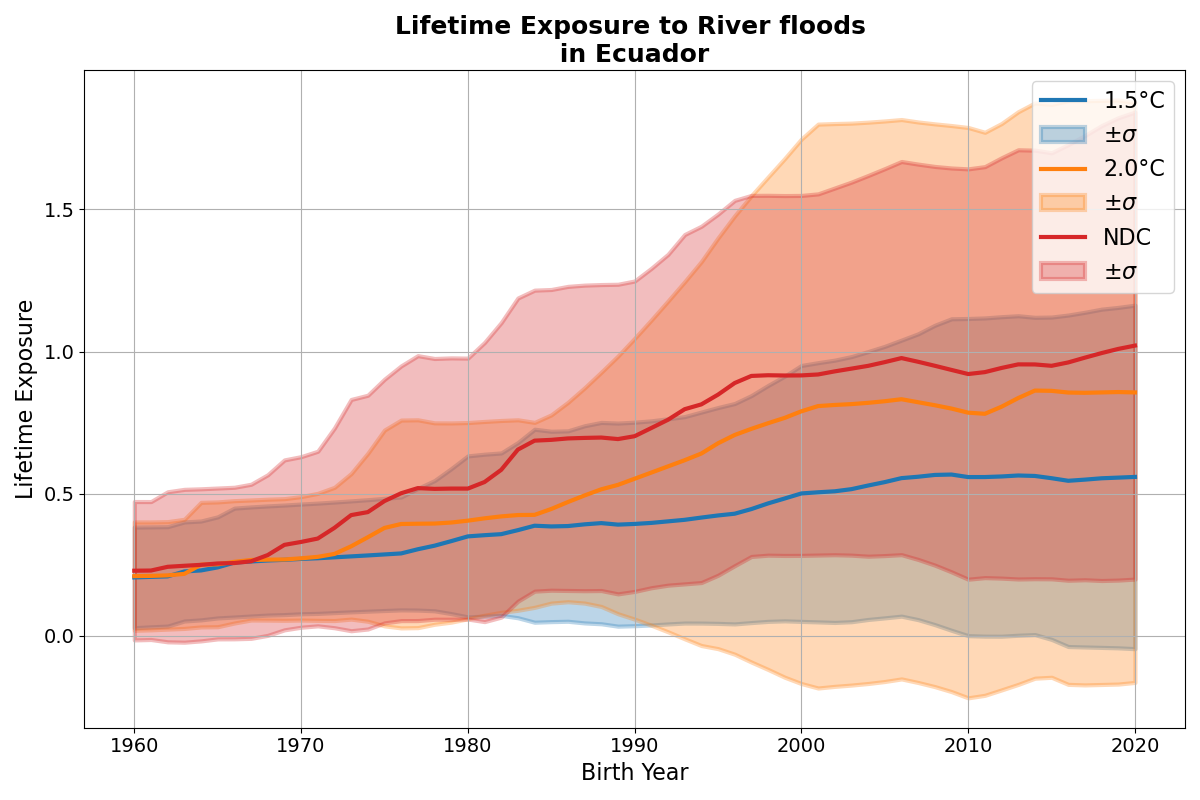 Lifetime Exposure to River floods
in Ecuador
Lifetime Exposure
1.5
1.0
0.5
0.0
1960 1970 1980 1990 2000 2010 2020
Birth Year
1.5°C
±σ
2.0°C
±σ
NDC
±σ